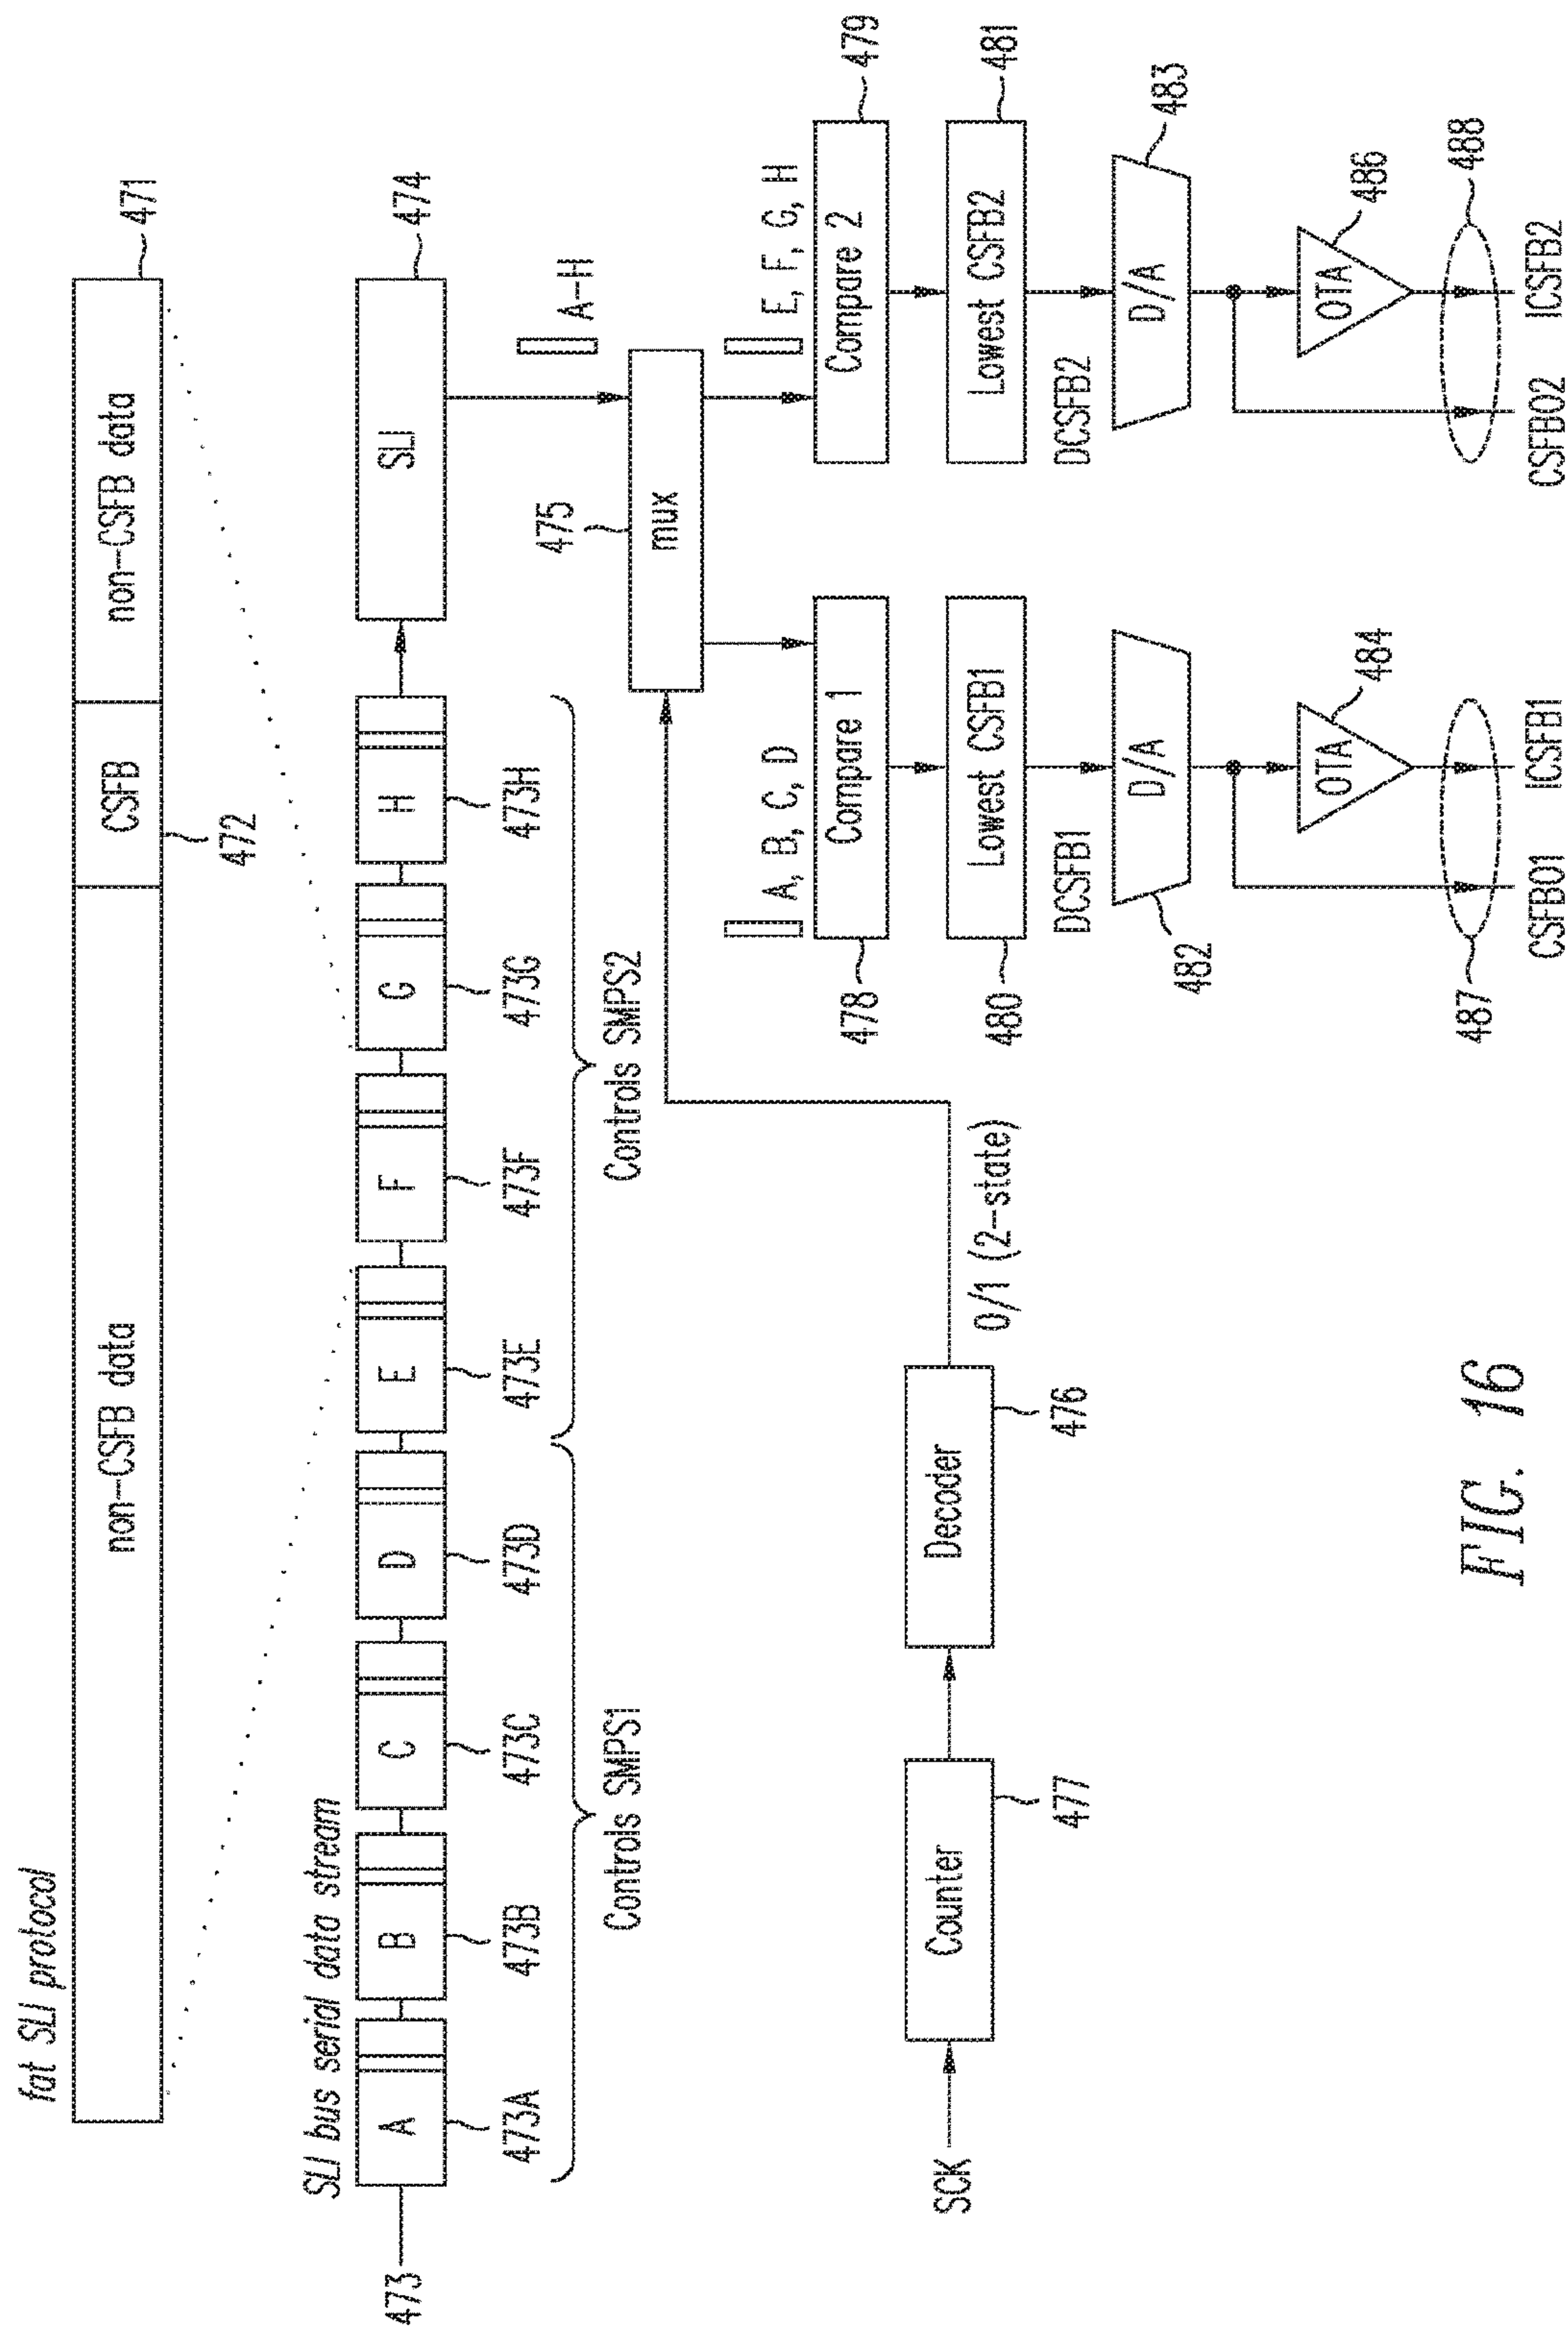 fat SLI protocol
non-CSFB data
CSFB
non-CSFB data
471
472
SLI bus serial data stream
473
A
B
C
D
E
F
G
H
SLI
474
473A
473B
473C
473D
473E
473F
473G
473H
Controls SMPS1
Controls SMPS2
A-H
475
mux
A, B, C, D
E, F, G, H
478
Compare 1
Compare 2
479
SCK
Counter
477
Decoder
476
0/1 (2-state)
480
Lowest CSFB1
Lowest CSFB2
481
DCSFB1
DCSFB2
482
D/A
D/A
483
OTA
484
OTA
486
487
488
CSFBO1
ICSFB1
CSFBO2
ICSFB2
FIG. 16